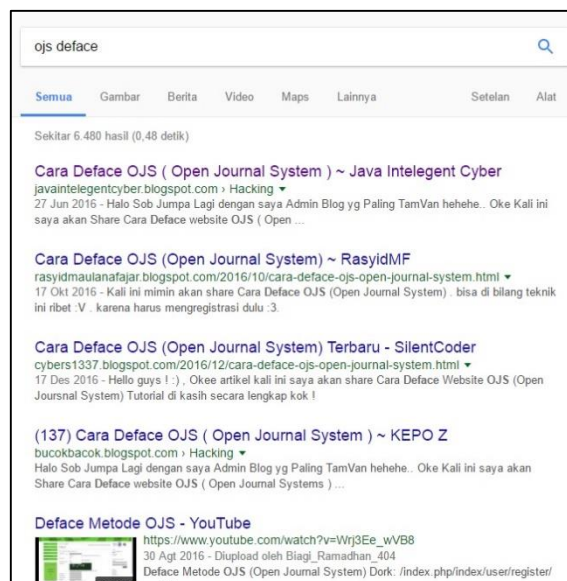 ojs deface
Semua Gambar Berita Video Maps Lainnya Setelan Alat
Sekitar 6.480 hasil (0,48 detik)
Cara Deface OJS ( Open Journal System ) ~ Java Intelegent Cyber
javaintelegentcyber.blogspot.com › Hacking ▼
27 Jun 2016 - Halo Sob Jumpa Lagi dengan saya Admin Blog yg Paling TamVan hehehe.. Oke Kali ini
saya akan Share Cara Deface website OJS ( Open ...
Cara Deface OJS (Open Journal System) ~ RasyidMF
rasyidmaulanafajar.blogspot.com/2016/10/cara-deface-ojs-open-journal-system.html ▼
17 Okt 2016 - Kali ini mimin akan share Cara Deface OJS (Open Journal System) . bisa di bilang teknik
ini ribet :V . karena harus mengregistrasi dulu :3.
Cara Deface OJS (Open Journal System) Terbaru - SilentCoder
cybers1337.blogspot.com/2016/12/cara-deface-ojs-open-journal-system.html ▼
17 Des 2016 - Hello guys ! :) , Okee artikel kali ini saya akan share Cara Deface Website OJS (Open
Joursnal System) Tutorial di kasih secara lengkap kok !
(137) Cara Deface OJS ( Open Journal System ) ~ KEPO Z
bucokbacok.blogspot.com › Hacking ▼
Halo Sob Jumpa Lagi dengan saya Admin Blog yg Paling TamVan hehehe.. Oke Kali ini saya akan
Share Cara Deface website OJS ( Open Journal Systems ) ...
Deface Metode OJS - YouTube
https://www.youtube.com/watch?v=Wrj3Ee_wVB8
30 Agt 2016 - Diupload oleh Biagi_Ramadhan_404
Deface Metode OJS (Open Journal System) Dork: /index.php/index/user/register/